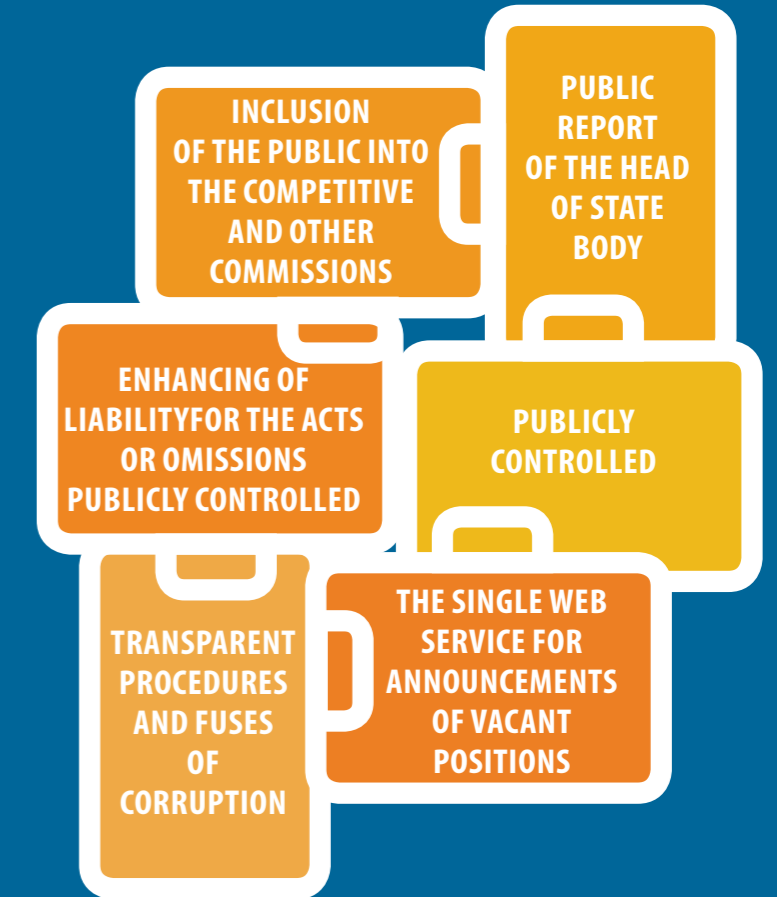 INCLUSION
OF THE PUBLIC INTO
THE COMPETITIVE
AND OTHER
COMMISSIONS
PUBLIC
REPORT
OF THE HEAD
OF STATE
BODY
ENHANCING OF
LIABILITYFOR THE ACTS
OR OMISSIONS
PUBLICLY CONTROLLED
PUBLICLY
CONTROLLED
TRANSPARENT
PROCEDURES
AND FUSES
OF
CORRUPTION
THE SINGLE WEB
SERVICE FOR
ANNOUNCEMENTS
OF VACANT
POSITIONS